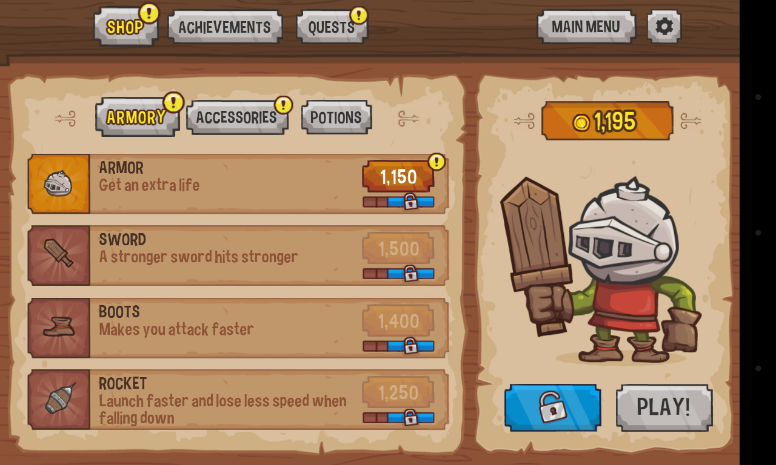 SHOP
ACHIEVEMENTS
QUESTS
MAIN MENU
ARMORY
ACCESSORIES
POTIONS
1,195
ARMOR
Get an extra life
1,150
SWORD
A stronger sword hits stronger
1,500
BOOTS
Makes you attack faster
1,400
ROCKET
Launch faster and lose less speed when
falling down
1,250
PLAY!